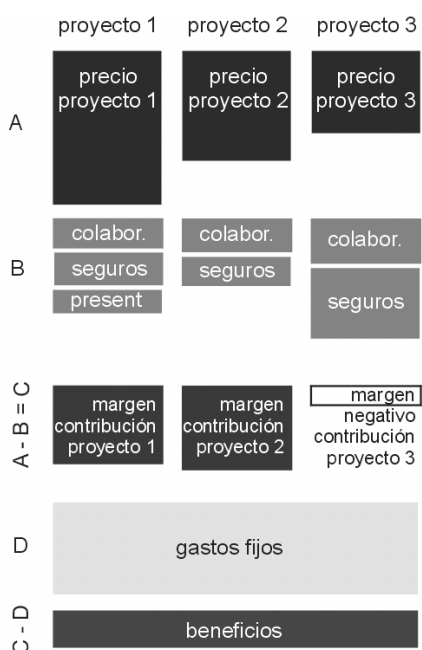 proyecto 1 proyecto 2 proyecto 3
A
precio
proyecto 1
precio
proyecto 2
precio
proyecto 3
B
colabor.
seguros
present
colabor.
seguros
colabor.
seguros
A - B = C
margen
contribución
proyecto 1
margen
contribución
proyecto 2
margen
negativo
contribución
proyecto 3
D
gastos fijos
C - D
beneficios